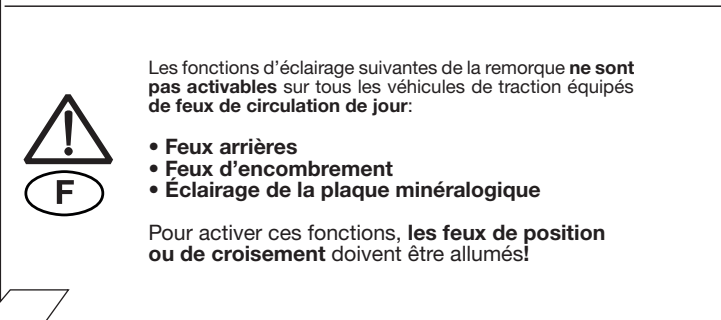 Les fonctions d’éclairage suivantes de la remorque ne sont
pas activables sur tous les véhicules de traction équipés
de feux de circulation de jour:
• Feux arrières
• Feux d’encombrement
• Éclairage de la plaque minéralogique
F
Pour activer ces fonctions, les feux de position
ou de croisement doivent être allumés!